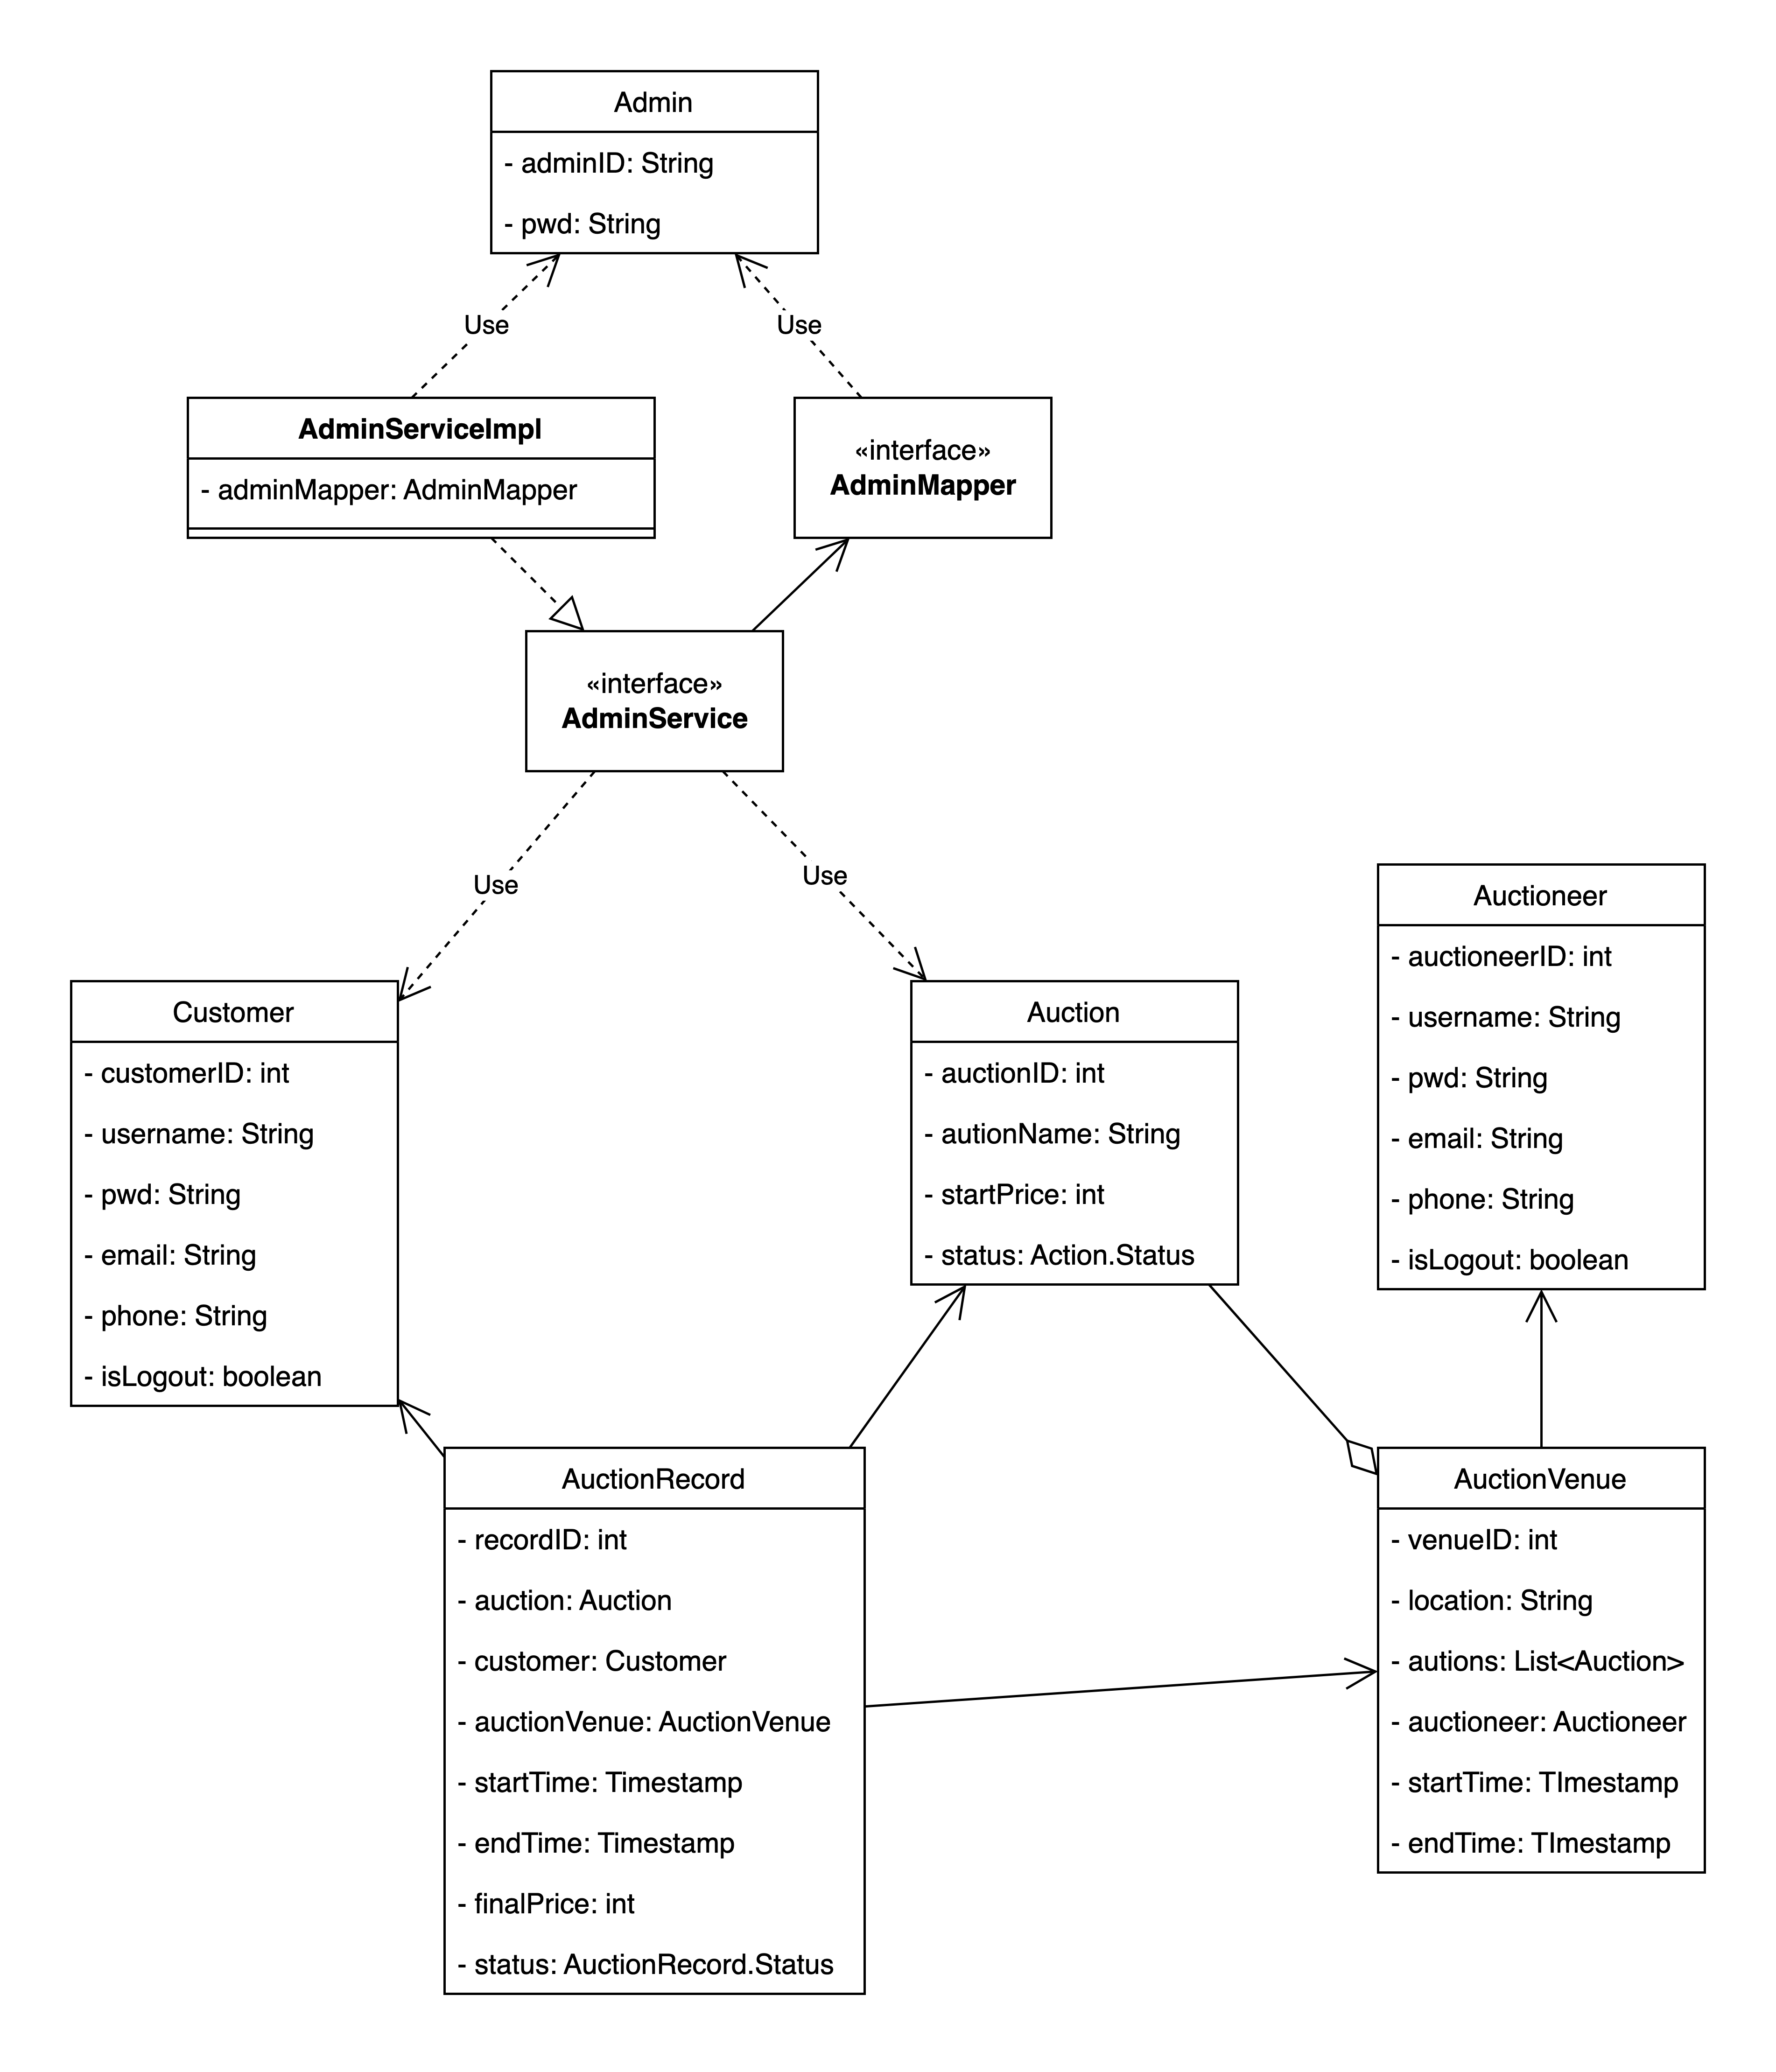 Admin
- adminID: String
- pwd: String
Use
Use
AdminServiceImpl
- adminMapper: AdminMapper
«interface»
AdminMapper
«interface»
AdminService
Use
Use
Customer
- customerID: int
- username: String
- pwd: String
- email: String
- phone: String
- isLogout: boolean
Auction
- auctionID: int
- autionName: String
- startPrice: int
- status: Action.Status
Auctioneer
- auctioneerID: int
- username: String
- pwd: String
- email: String
- phone: String
- isLogout: boolean
AuctionRecord
- recordID: int
- auction: Auction
- customer: Customer
- auctionVenue: AuctionVenue
- startTime: Timestamp
- endTime: Timestamp
- finalPrice: int
- status: AuctionRecord.Status
AuctionVenue
- venueID: int
- location: String
- autions: List<Auction>
- auctioneer: Auctioneer
- startTime: TImestamp
- endTime: TImestamp